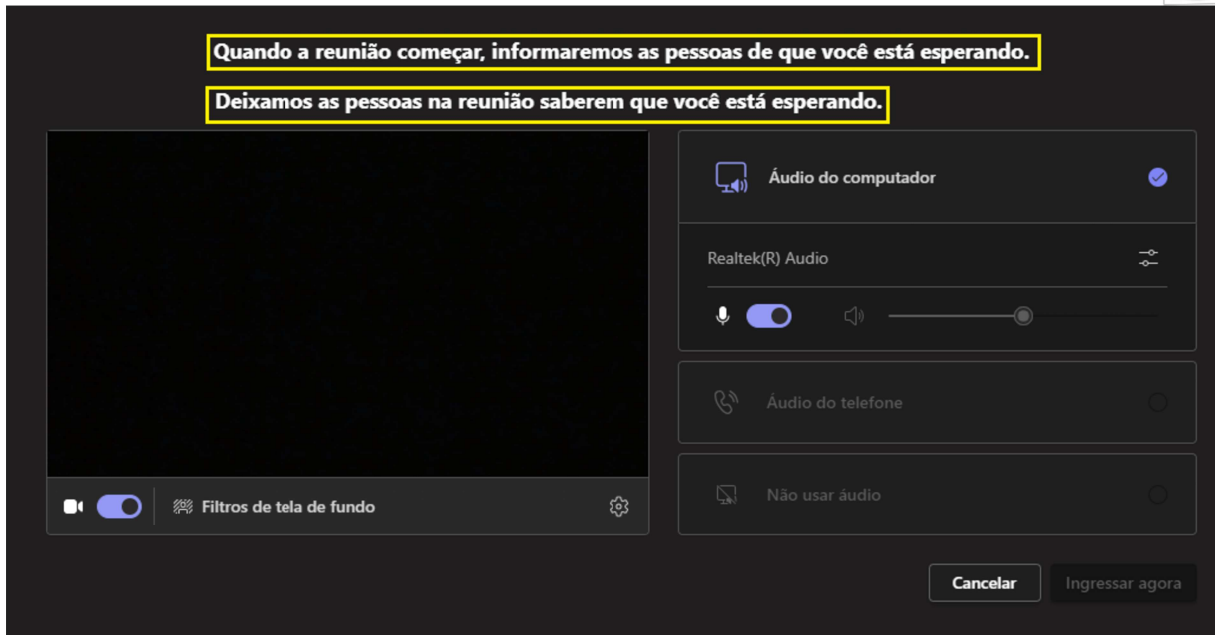 Quando a reunião começar, informaremos as pessoas de que você está esperando.
Deixamos as pessoas na reunião saberem que você está esperando.
Áudio do computador
Realtek(R) Audio
Áudio do telefone
Não usar áudio
Filtros de tela de fundo
Cancelar
Ingressar agora